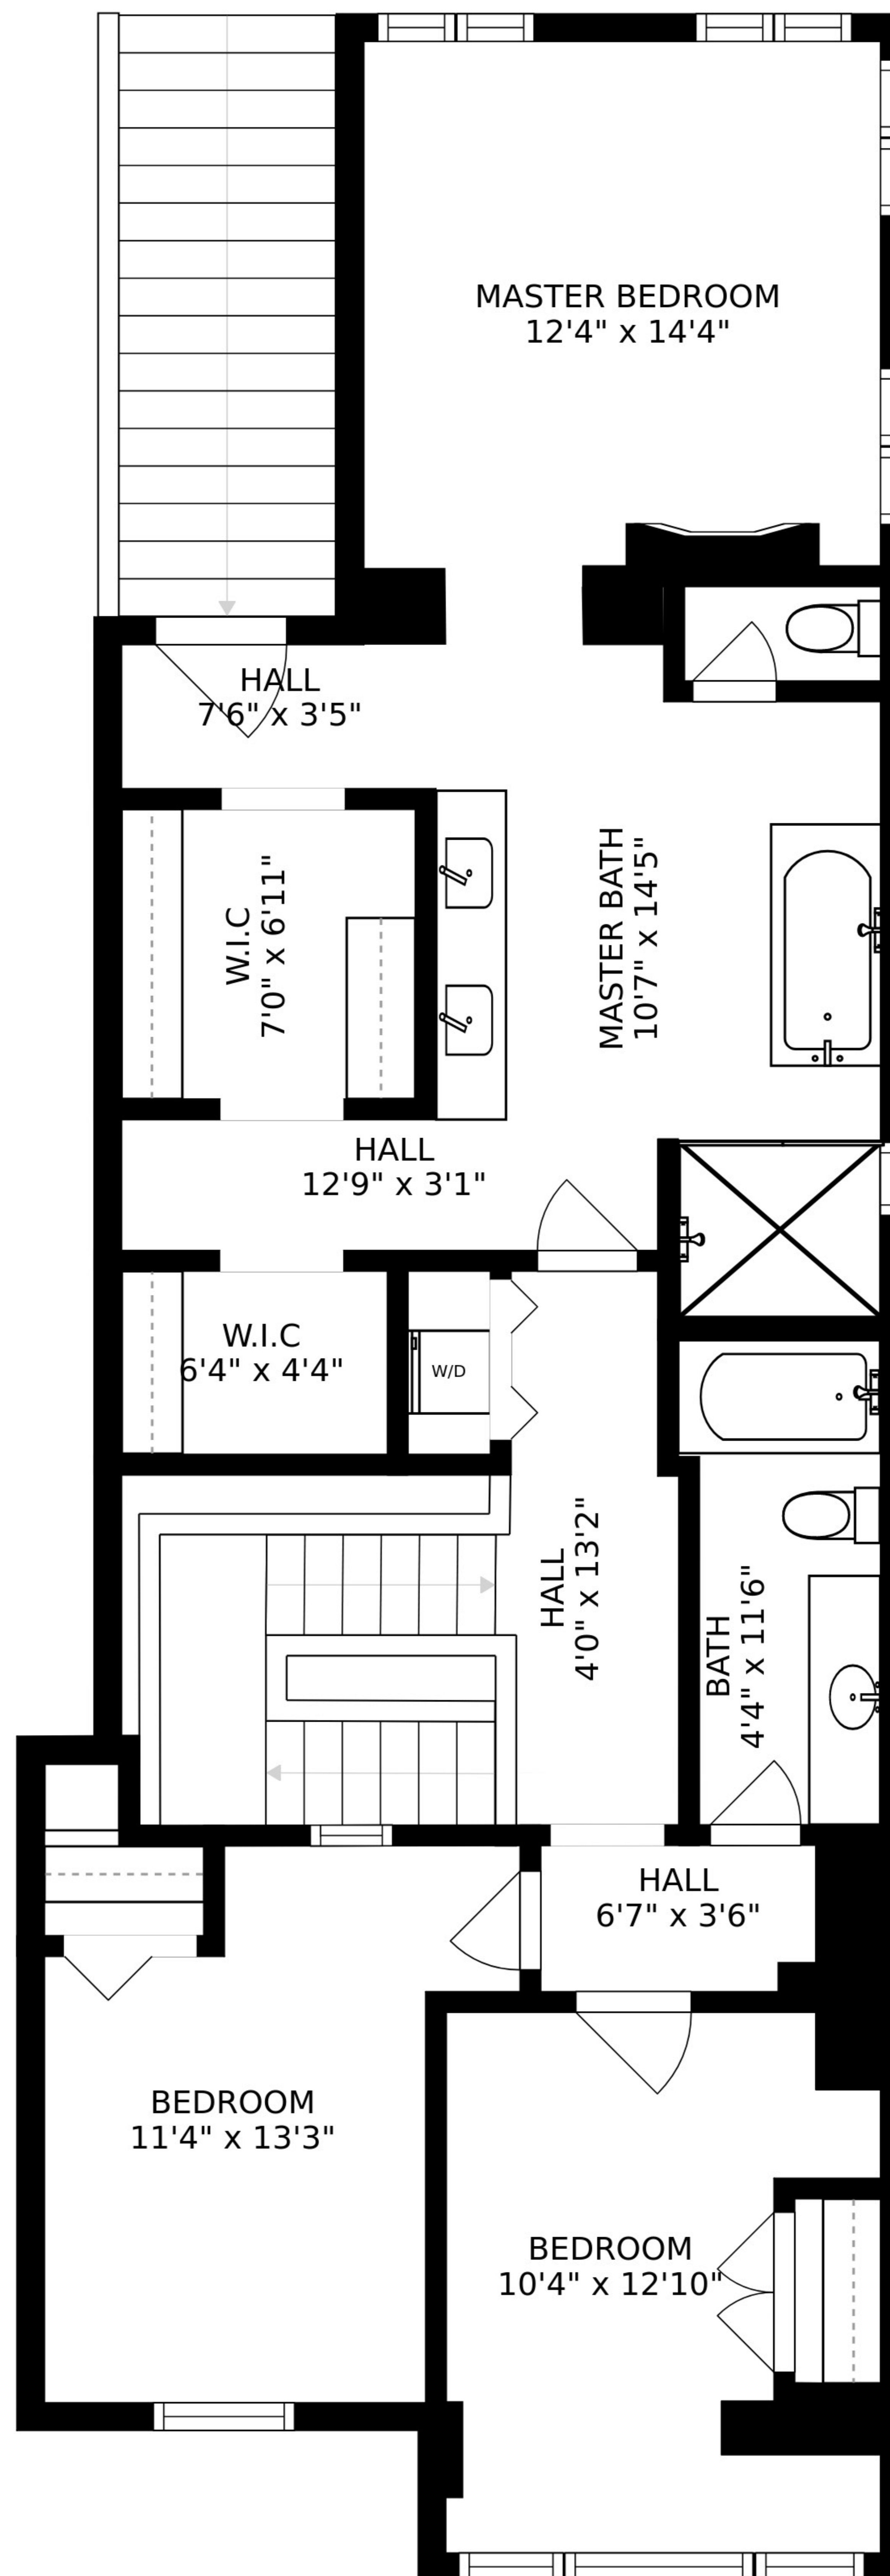 MASTER BEDROOM
12'4" x 14'4"
HALL
7'6" x 3'5"
W.I.C
7'0" x 6'11"
MASTER BATH
10'7" x 14'5"
HALL
12'9" x 3'1"
W.I.C
6'4" x 4'4"
W/D
HALL
4'0" x 13'2"
BATH
4'4" x 11'6"
HALL
6'7" x 3'6"
BEDROOM
11'4" x 13'3"
BEDROOM
10'4" x 12'10"